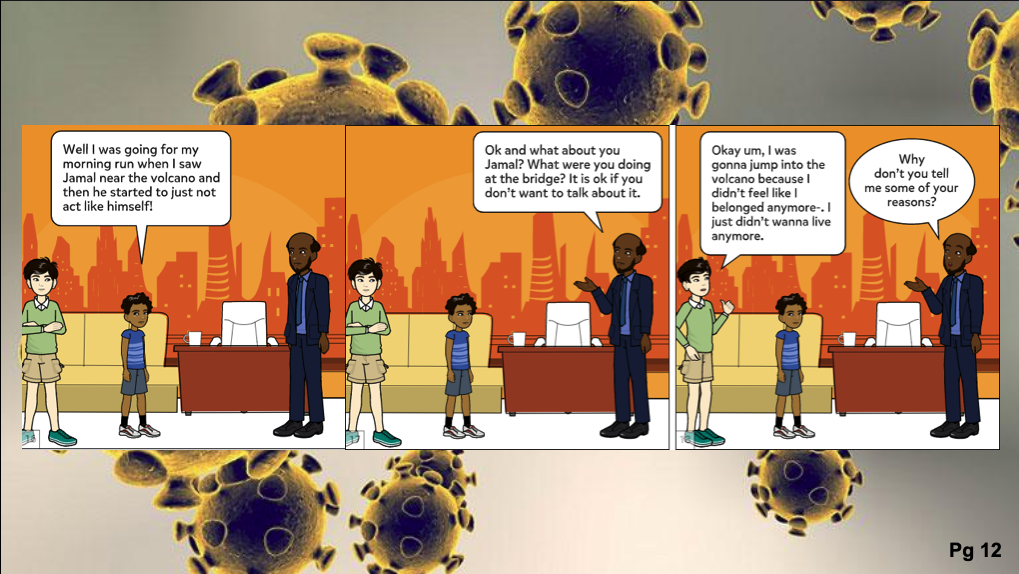 Well I was going for my
morning run when I saw
Jamal near the volcano and
then he started to just not
act like himself!
Ok and what about you
Jamal? What were you doing
at the bridge? It is ok if you
don't want to talk about it.
Okay um, I was
gonna jump into the
volcano because I
didn't feel like I
belonged anymore-. I
just didn't wanna live
anymore.
Why
don't you tell
me some of your
reasons?
17
Pg 12